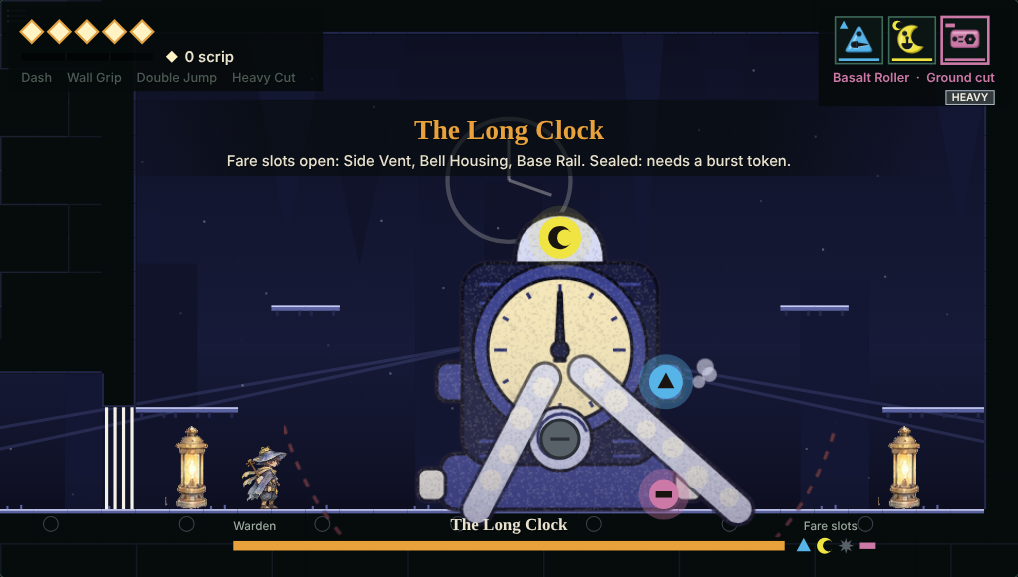 ◆ 0 scrip
Dash Wall Grip Double Jump Heavy Cut
Basalt Roller · Ground cut
HEAVY
The Long Clock
Fare slots open: Side Vent, Bell Housing, Base Rail. Sealed: needs a burst token.
Warden
The Long Clock
Fare slots